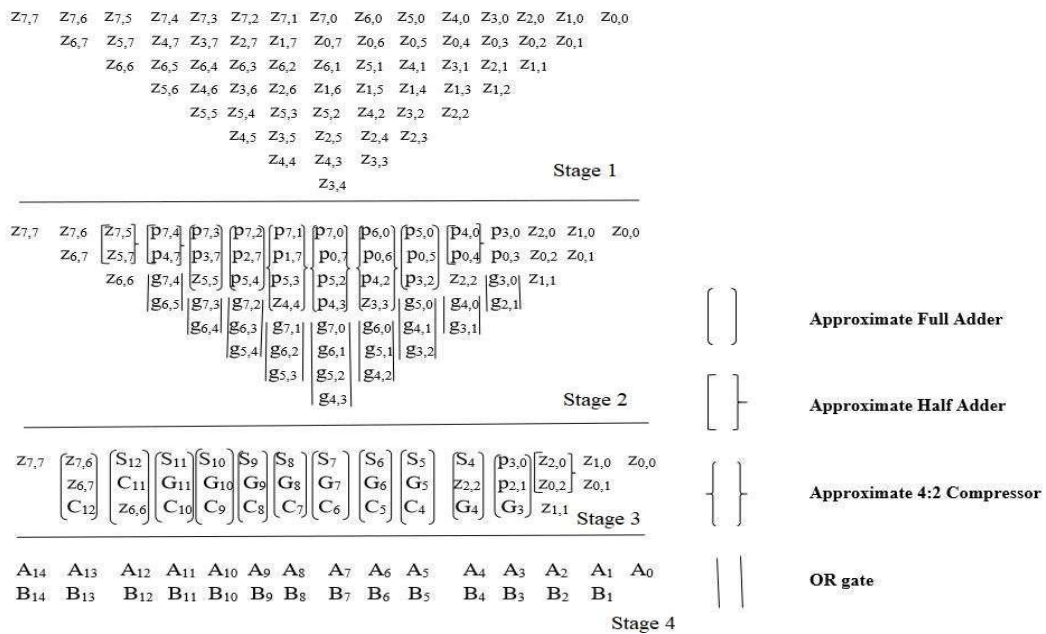 z7,7 z7,6 z7,5 z7,4 z7,3 z7,2 z7,1 z7,0 z6,0 z5,0 z4,0 z3,0 z2,0 z1,0 z0,0
z6,7 z5,7 z4,7 z3,7 z2,7 z1,7 z0,7 z0,6 z0,5 z0,4 z0,3 z0,2 z0,1
z6,6 z6,5 z6,4 z6,3 z6,2 z6,1 z5,1 z4,1 z3,1 z2,1 z1,1
z5,6 z4,6 z3,6 z2,6 z1,6 z1,5 z1,4 z1,3 z1,2
z5,5 z5,4 z5,3 z5,2 z4,2 z3,2 z2,2
z4,5 z3,5 z2,5 z2,4 z2,3
z4,4 z4,3 z3,3
Stage 1
z3,4
z7,7 z7,6 z7,5 p7,4 p7,3 p7,2 p7,1 p7,0 p6,0 p5,0 p4,0 p3,0 z2,0 z1,0 z0,0
z6,7 z5,7 p4,7 p3,7 p2,7 p1,7 p0,7 p0,6 p0,5 p0,4 p0,3 z0,2 z0,1
z6,6 g7,4 z5,5 p5,4 p5,3 p5,2 p4,2 p3,2 z2,2 g3,0 z1,1
g6,5 g7,3 g7,2 z4,4 p4,3 z3,3 g5,0 g4,0 g2,1
g6,4 g6,3 g7,1 g7,0 g6,0 g4,1 g3,1
g5,4 g6,2 g6,1 g5,1 g3,2
g5,3 g5,2 g4,2
g4,3
Stage 2
z7,7 z7,6 S12 S11 S10 S9 S8 S7 S6 S5 S4 p3,0 z2,0 z1,0 z0,0
z6,7 C11 G11 G10 G9 G8 G7 G6 G5 z2,2 p2,1 z0,2 z0,1
C12 z6,6 C10 C9 C8 C7 C6 C5 C4 G4 G3 z1,1
Stage 3
A14 A13 A12 A11 A10 A9 A8 A7 A6 A5 A4 A3 A2 A1 A0
B14 B13 B12 B11 B10 B9 B8 B7 B6 B5 B4 B3 B2 B1
Stage 4
Approximate Full Adder
Approximate Half Adder
Approximate 4:2 Compressor
OR gate